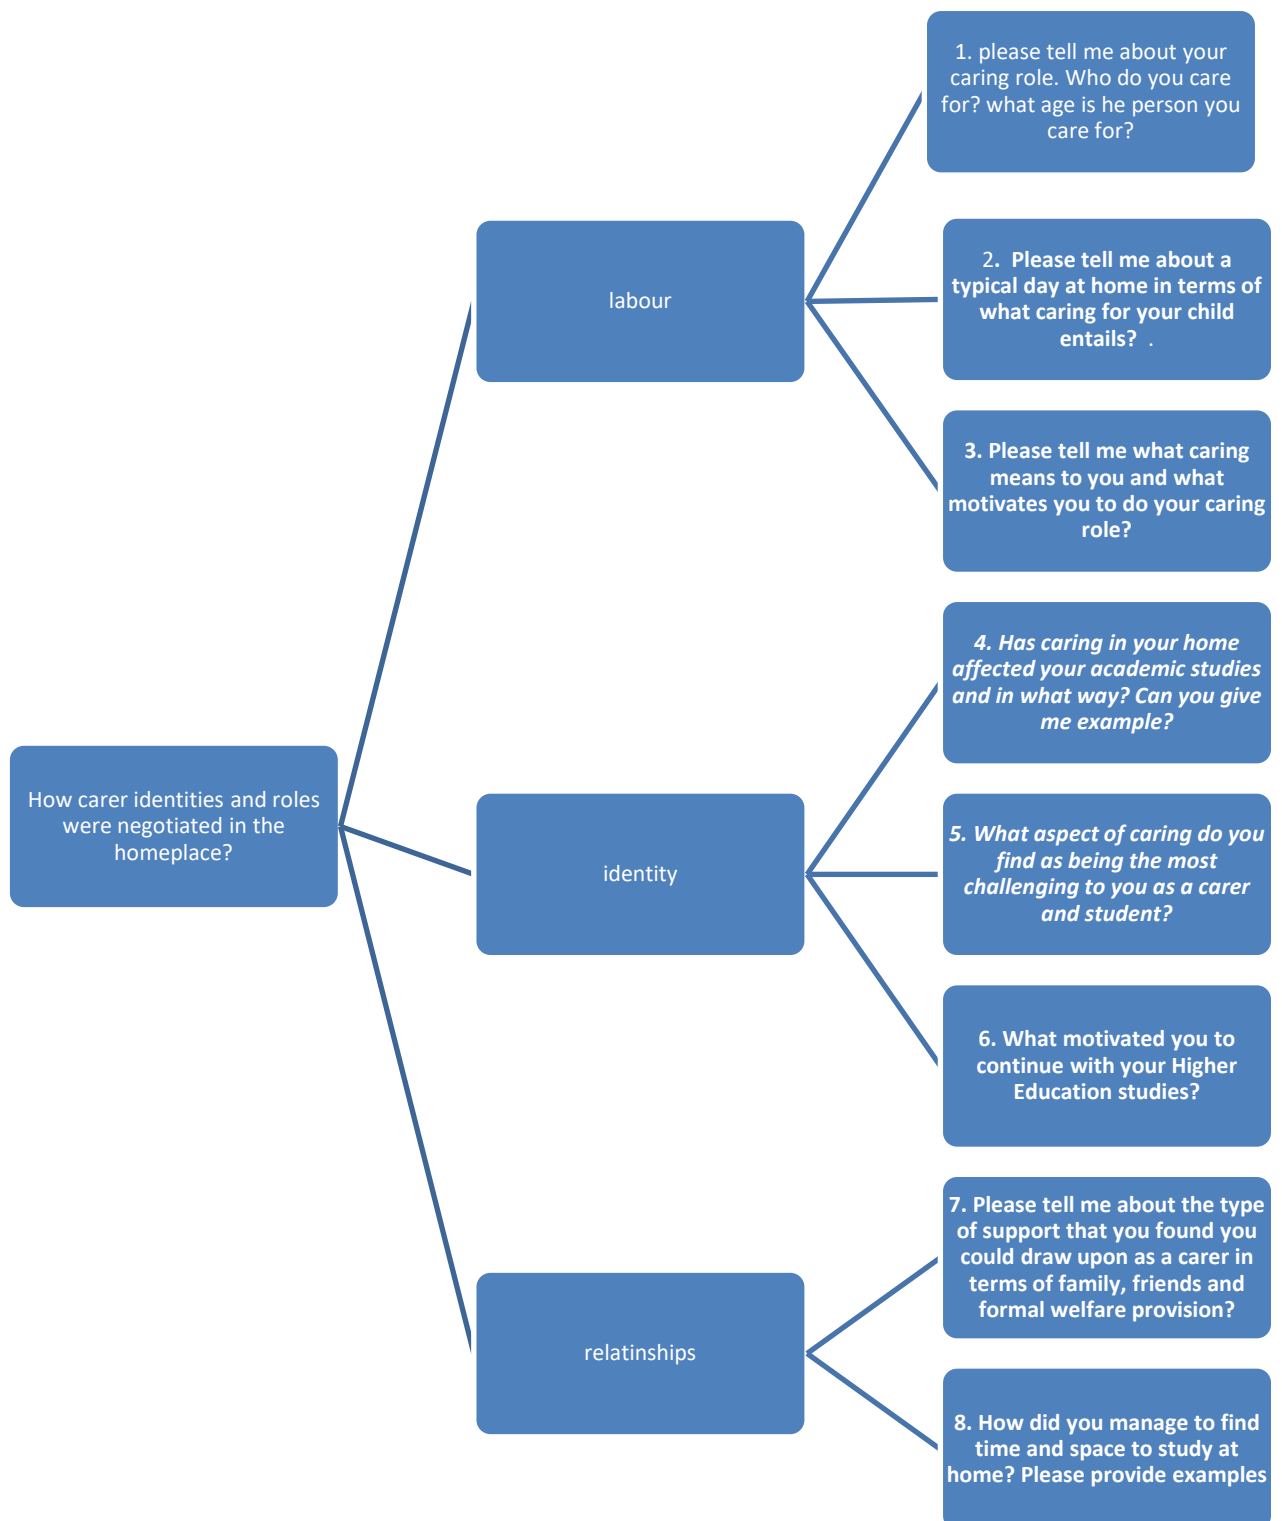 How carer identities and roles
were negotiated in the
homeplace?
labour
1. please tell me about your
caring role. Who do you care
for? what age is he person you
care for?
2.  Please tell me about a
typical day at home in terms of
what caring for your child
entails?  .
3. Please tell me what caring
means to you and what
motivates you to do your caring
role?
identity
4. Has caring in your home
affected your academic studies
and in what way? Can you give
me example?
5. What aspect of caring do you
find as being the most
challenging to you as a carer
and student?
6. What motivated you to
continue with your Higher
Education studies?
relatinships
7. Please tell me about the type
of support that you found you
could draw upon as a carer in
terms of family, friends and
formal welfare provision?
8. How did you manage to find
time and space to study at
home? Please provide examples